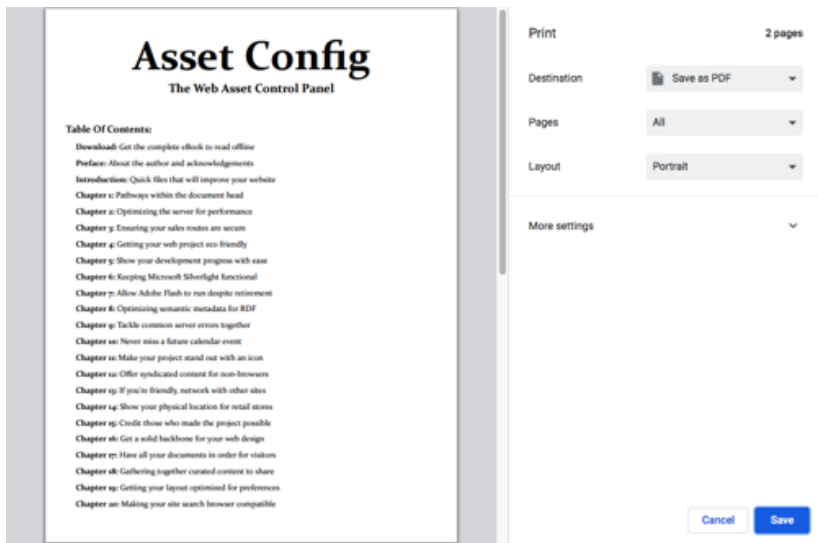 Asset Config
The Web Asset Control Panel
Table Of Contents:
Download: Get the complete eBook to read offline
Preface: About the author and acknowledgements
Introduction: Quick files that will improve your website
Chapter 1: Pathways within the document head
Chapter 2: Optimizing the server for performance
Chapter 3: Ensuring your sales routes are secure
Chapter 4: Getting your web project eco friendly
Chapter 5: Show your development progress with ease
Chapter 6: Keeping Microsoft Silverlight functional
Chapter 7: Allow Adobe Flash to run despite retirement
Chapter 8: Optimizing semantic metadata for RDF
Chapter 9: Tackle common server errors together
Chapter 10: Never miss a future calendar event
Chapter 11: Make your project stand out with an icon
Chapter 12: Offer syndicated content for non-browsers
Chapter 13: If you're friendly, network with other sites
Chapter 14: Show your physical location for retail stores
Chapter 15: Credit those who made the project possible
Chapter 16: Get a solid backbone for your web design
Chapter 17: Have all your documents in order for visitors
Chapter 18: Gathering together curated content to share
Chapter 19: Getting your layout optimized for preferences
Chapter 20: Making your site search browser compatible
Print 2 pages
Destination Save as PDF
Pages All
Layout Portrait
More settings
Cancel Save